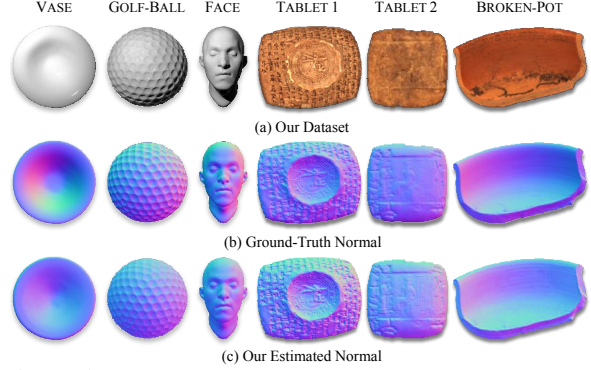 VASE GOLF-BALL FACE TABLET 1 TABLET 2 BROKEN-POT
(a) Our Dataset
(b) Ground-Truth Normal
(c) Our Estimated Normal